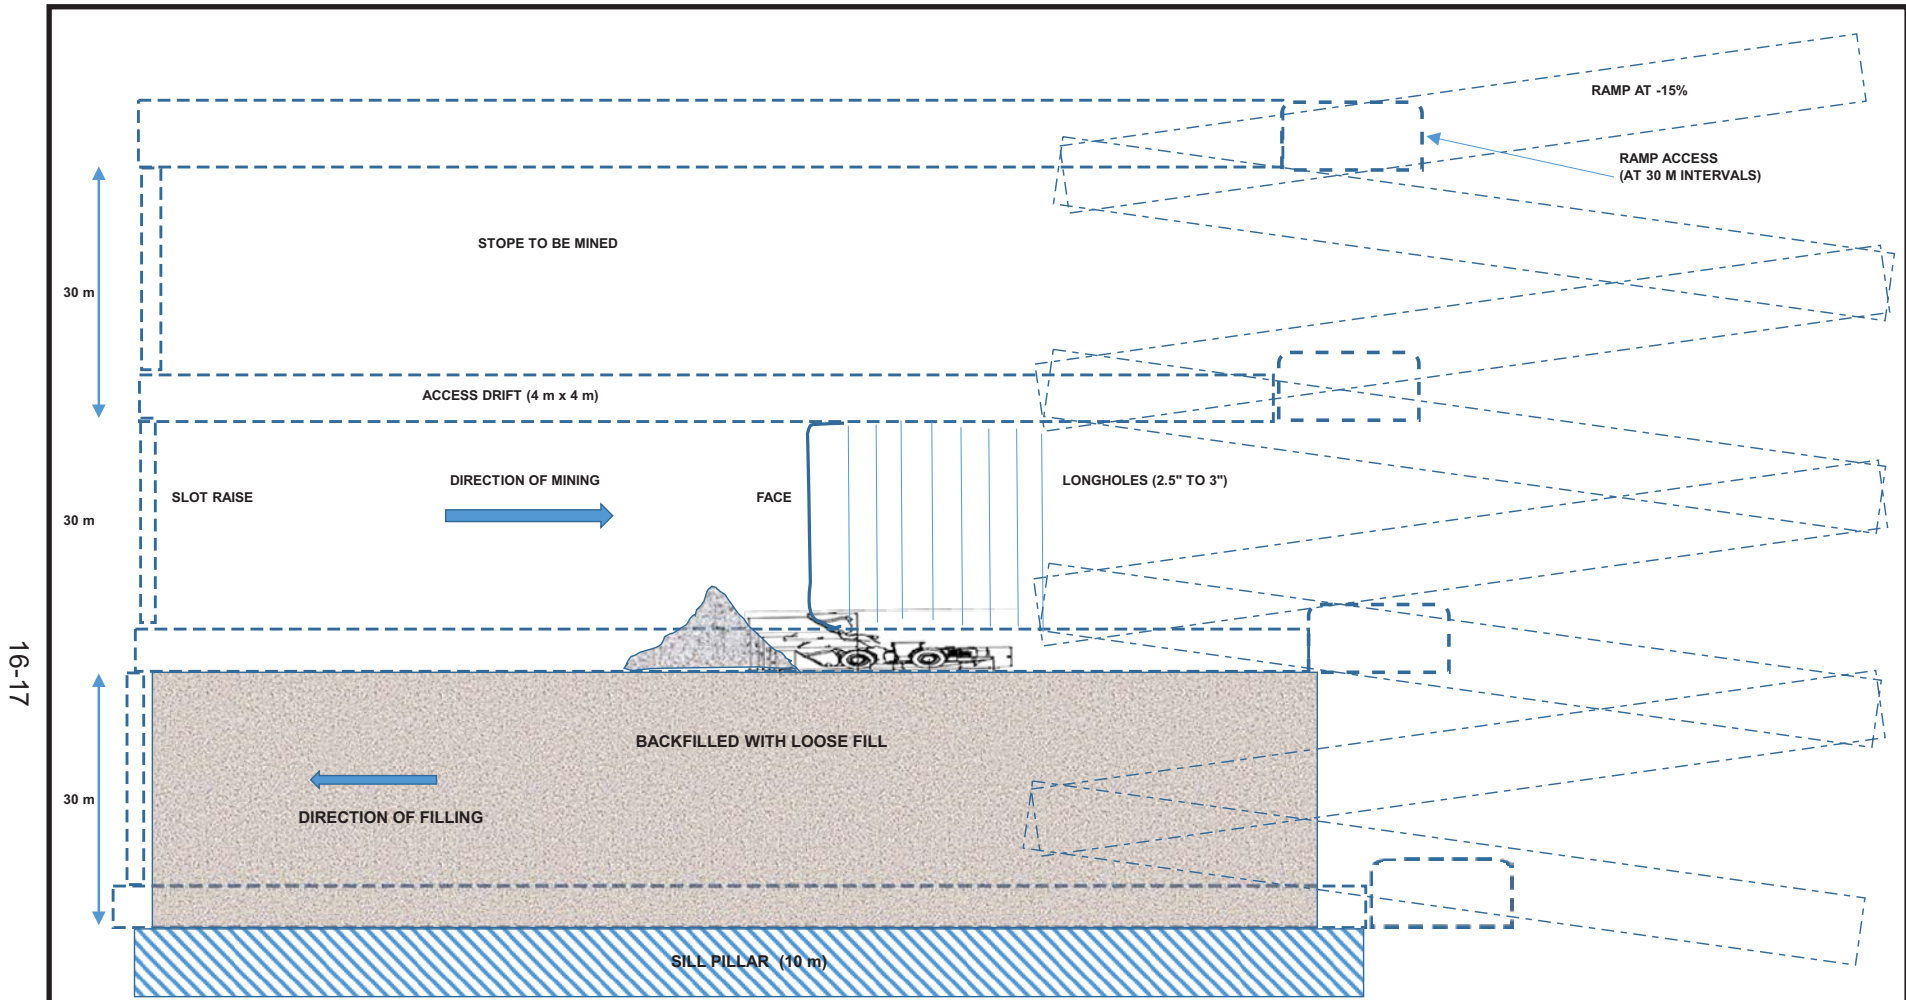 RAMP AT -15%
RAMP ACCESS
(AT 30 M INTERVALS)
STOPE TO BE MINED
30 m
ACCESS DRIFT (4 m x 4 m)
DIRECTION OF MINING
LONGHOLES (2.5" TO 3")
SLOT RAISE
FACE
30 m
16-17
BACKFILLED WITH LOOSE FILL
30 m
DIRECTION OF FILLING
SILL PILLAR (10 m)